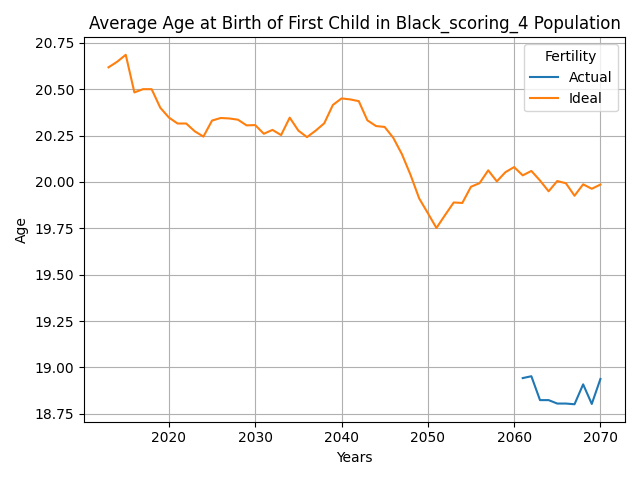 Average Age at Birth of First Child in Black_scoring_4 Population
Fertility
Actual
Ideal
20.75
20.50
20.25
20.00
19.75
19.50
19.25
19.00
18.75
Age
2020
2030
2040
2050
2060
2070
Years